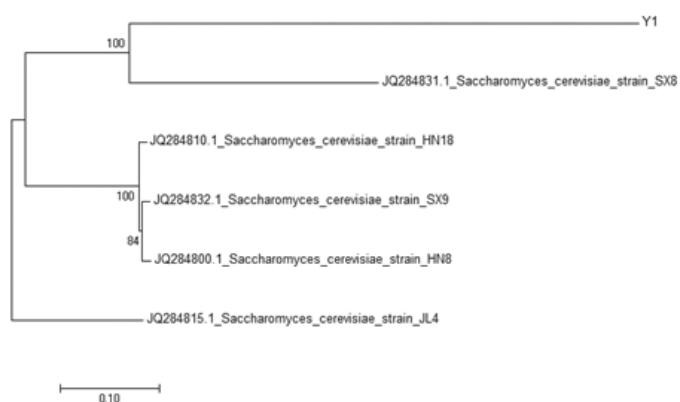 Y1
100
JQ284831.1_Saccharomyces_cerevisiae_strain_SX8
JQ284810.1_Saccharomyces_cerevisiae_strain_HN18
100
JQ284832.1_Saccharomyces_cerevisiae_strain_SX9
84
JQ284800.1_Saccharomyces_cerevisiae_strain_HN8
JQ284815.1_Saccharomyces_cerevisiae_strain_JL4
0.10